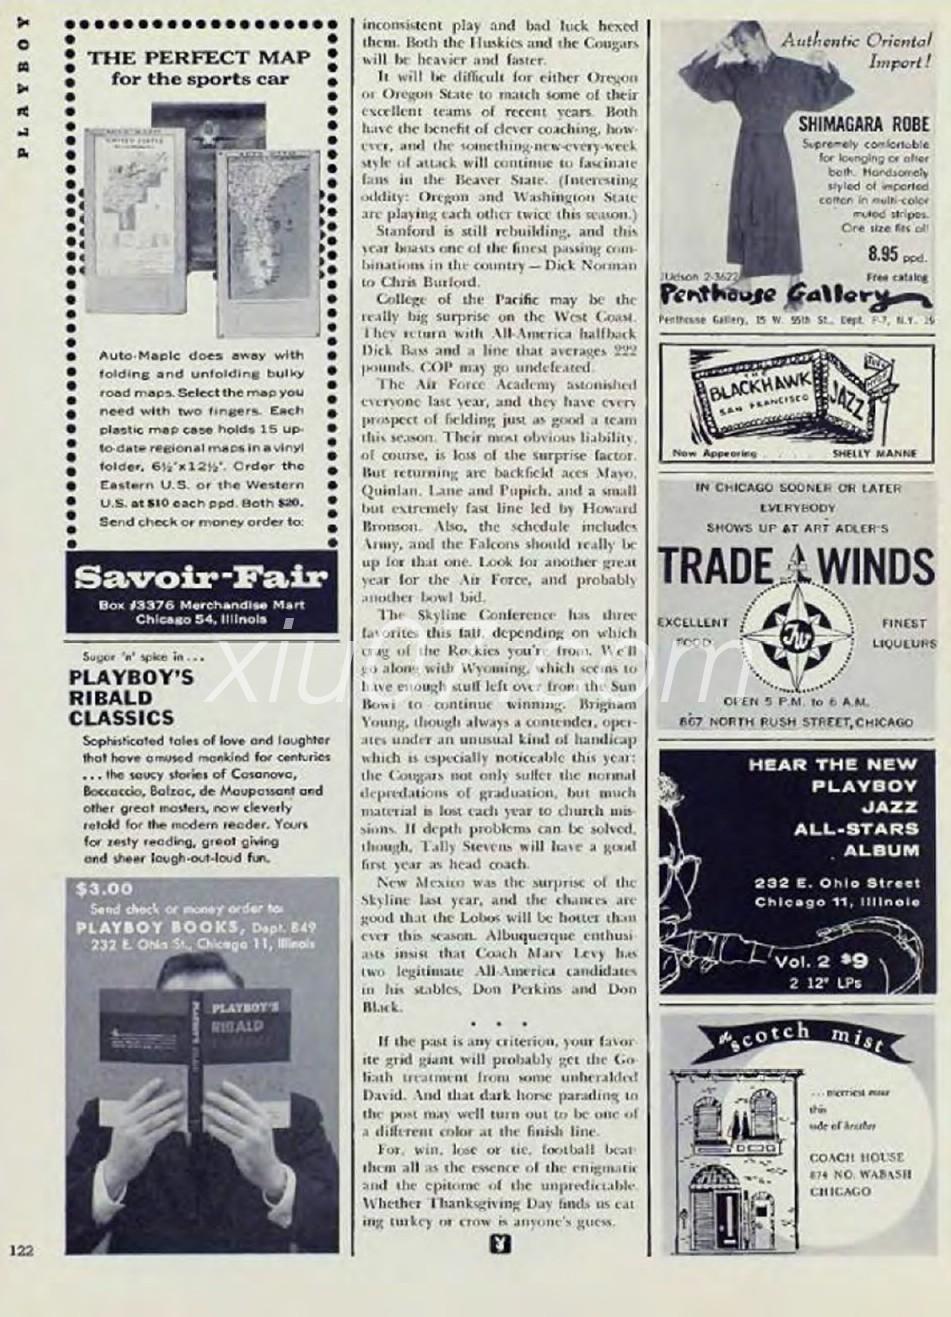 PLAYBOY
THE PERFECT MAP
for the sports car
UNITED STATES
Auto-Mapic does away with
folding and unfolding bulky
road maps. Select the map you
need with two fingers. Each
plastic map case holds 15 up-
to-date regional maps in a vinyl
folder, 6½"x12½". Order the
Eastern U.S. or the Western
U.S. at $10 each ppd. Both $20.
Send check or money order to:
Savoir-Fair
Box #3376 Merchandise Mart
Chicago 54, Illinois
Sugar 'n' spice in ...
PLAYBOY'S
RIBALD
CLASSICS
Sophisticated tales of love and laughter
that have amused mankind for centuries
... the saucy stories of Casanova,
Boccaccio, Balzac, de Maupassant and
other great masters, now cleverly
retold for the modern reader. Yours
for zesty reading, great giving
and sheer laugh-out-loud fun.
$3.00
Send check or money order to:
PLAYBOY BOOKS, Dept. 849
232 E. Ohio St., Chicago 11, Illinois
PLAYBOY'S
RIBALD
122
inconsistent play and bad luck hexed
them. Both the Huskies and the Cougars
will be heavier and faster.
It will be difficult for either Oregon
or Oregon State to match some of their
excellent teams of recent years. Both
have the benefit of clever coaching, how-
ever, and the something-new-every-week
style of attack will continue to fascinate
fans in the Beaver State. (Interesting
oddity: Oregon and Washington State
are playing each other twice this season.)
Stanford is still rebuilding, and this
year boasts one of the finest passing com-
binations in the country — Dick Norman
to Chris Burford.
College of the Pacific may be the
really big surprise on the West Coast.
They return with All-America halfback
Dick Bass and a line that averages 222
pounds. COP may go undefeated.
The Air Force Academy astonished
everyone last year, and they have every
prospect of fielding just as good a team
this season. Their most obvious liability,
of course, is loss of the surprise factor.
But returning are backfield aces Mayo,
Quinlan, Lane and Pupich, and a small
but extremely fast line led by Howard
Bronson. Also, the schedule includes
Army, and the Falcons should really be
up for that one. Look for another great
year for the Air Force, and probably
another bowl bid.
The Skyline Conference has three
favorites this fall, depending on which
crag of the Rockies you're from. We'll
go along with Wyoming, which seems to
have enough stuff left over from the Sun
Bowl to continue winning. Brigham
Young, though always a contender, oper-
ates under an unusual kind of handicap
which is especially noticeable this year:
the Cougars not only suffer the normal
depredations of graduation, but much
material is lost each year to church mis-
sions. If depth problems can be solved,
though, Tally Stevens will have a good
first year as head coach.
New Mexico was the surprise of the
Skyline last year, and the chances are
good that the Lobos will be hotter than
ever this season. Albuquerque enthusi-
asts insist that Coach Marv Levy has
two legitimate All-America candidates
in his stables, Don Perkins and Don
Black.
• • •
If the past is any criterion, your favor-
ite grid giant will probably get the Go-
liath treatment from some unheralded
David. And that dark horse parading to
the post may well turn out to be one of
a different color at the finish line.
For, win, lose or tie, football beat
them all as the essence of the enigmatic
and the epitome of the unpredictable.
Whether Thanksgiving Day finds us eat-
ing turkey or crow is anyone's guess.
Authentic Oriental
Import!
SHIMAGARA ROBE
Supremely comfortable
for lounging or after
bath. Handsomely
styled of imported
cotton in multi-color
muted stripes.
One size fits all
8.95 ppd.
JUdson 2-3622
Free catalog
Penthouse Gallery
Penthouse Gallery, 15 W. 55th St., Dept. P-7, N.Y. 19
THE
BLACKHAWK
SAN FRANCISCO
JAZZ
Now Appearing . . . . . . SHELLY MANNE
IN CHICAGO SOONER OR LATER
EVERYBODY
SHOWS UP AT ART ADLER'S
TRADE WINDS
EXCELLENT
FOOD
TW
FINEST
LIQUEURS
OPEN 5 P.M. to 6 A.M.
867 NORTH RUSH STREET, CHICAGO
HEAR THE NEW
PLAYBOY
JAZZ
ALL-STARS
ALBUM
232 E. Ohio Street
Chicago 11, Illinois
Vol. 2 $9
2 12" LPs
the scotch mist
... merriest near
this
side of heather
COACH HOUSE
874 NO. WABASH
CHICAGO